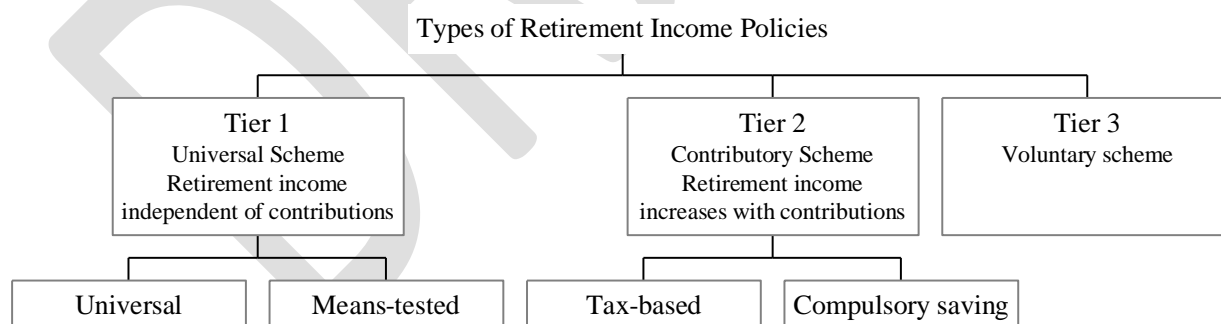 Types of Retirement Income Policies
Tier 1
Universal Scheme
Retirement income
independent of contributions
Tier 2
Contributory Scheme
Retirement income
increases with contributions
Tier 3
Voluntary scheme
Universal
Means-tested
Tax-based
Compulsory saving